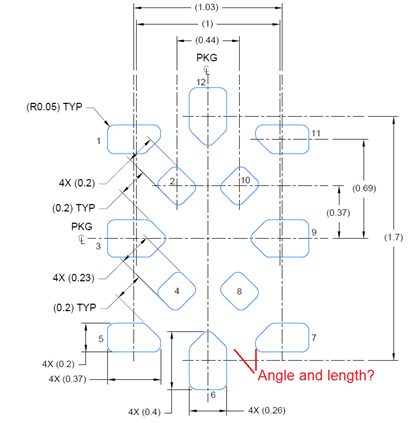 (1.03)
(1)
(0.44)
PKG
℄
12
(R0.05) TYP
1
11
4X (0.2)
2
10
(0.69)
(0.2) TYP
(0.37)
PKG
℄
3
9
(1.7)
4X (0.23)
4
8
(0.2) TYP
5
7
4X (0.2)
Angle and length?
4X (0.37)
6
4X (0.4)
4X (0.26)